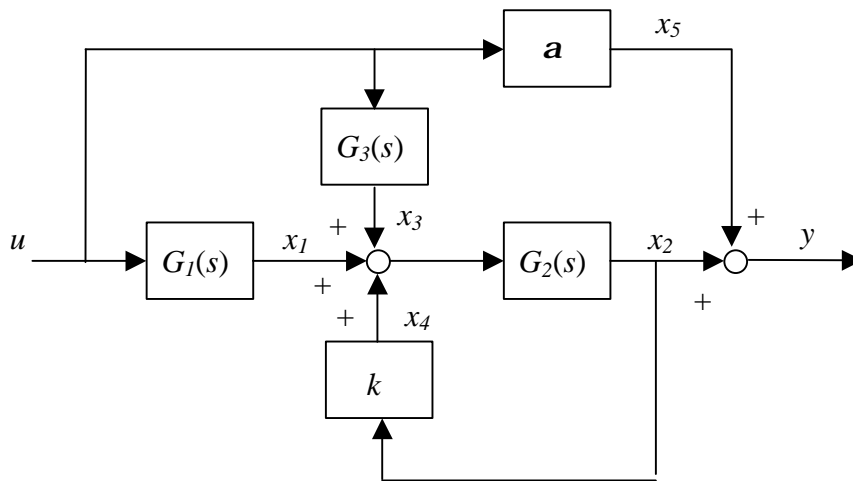 a
x5
G3(s)
+
x3
+
u
G1(s)
x1
G2(s)
x2
y
+
+
+
x4
k